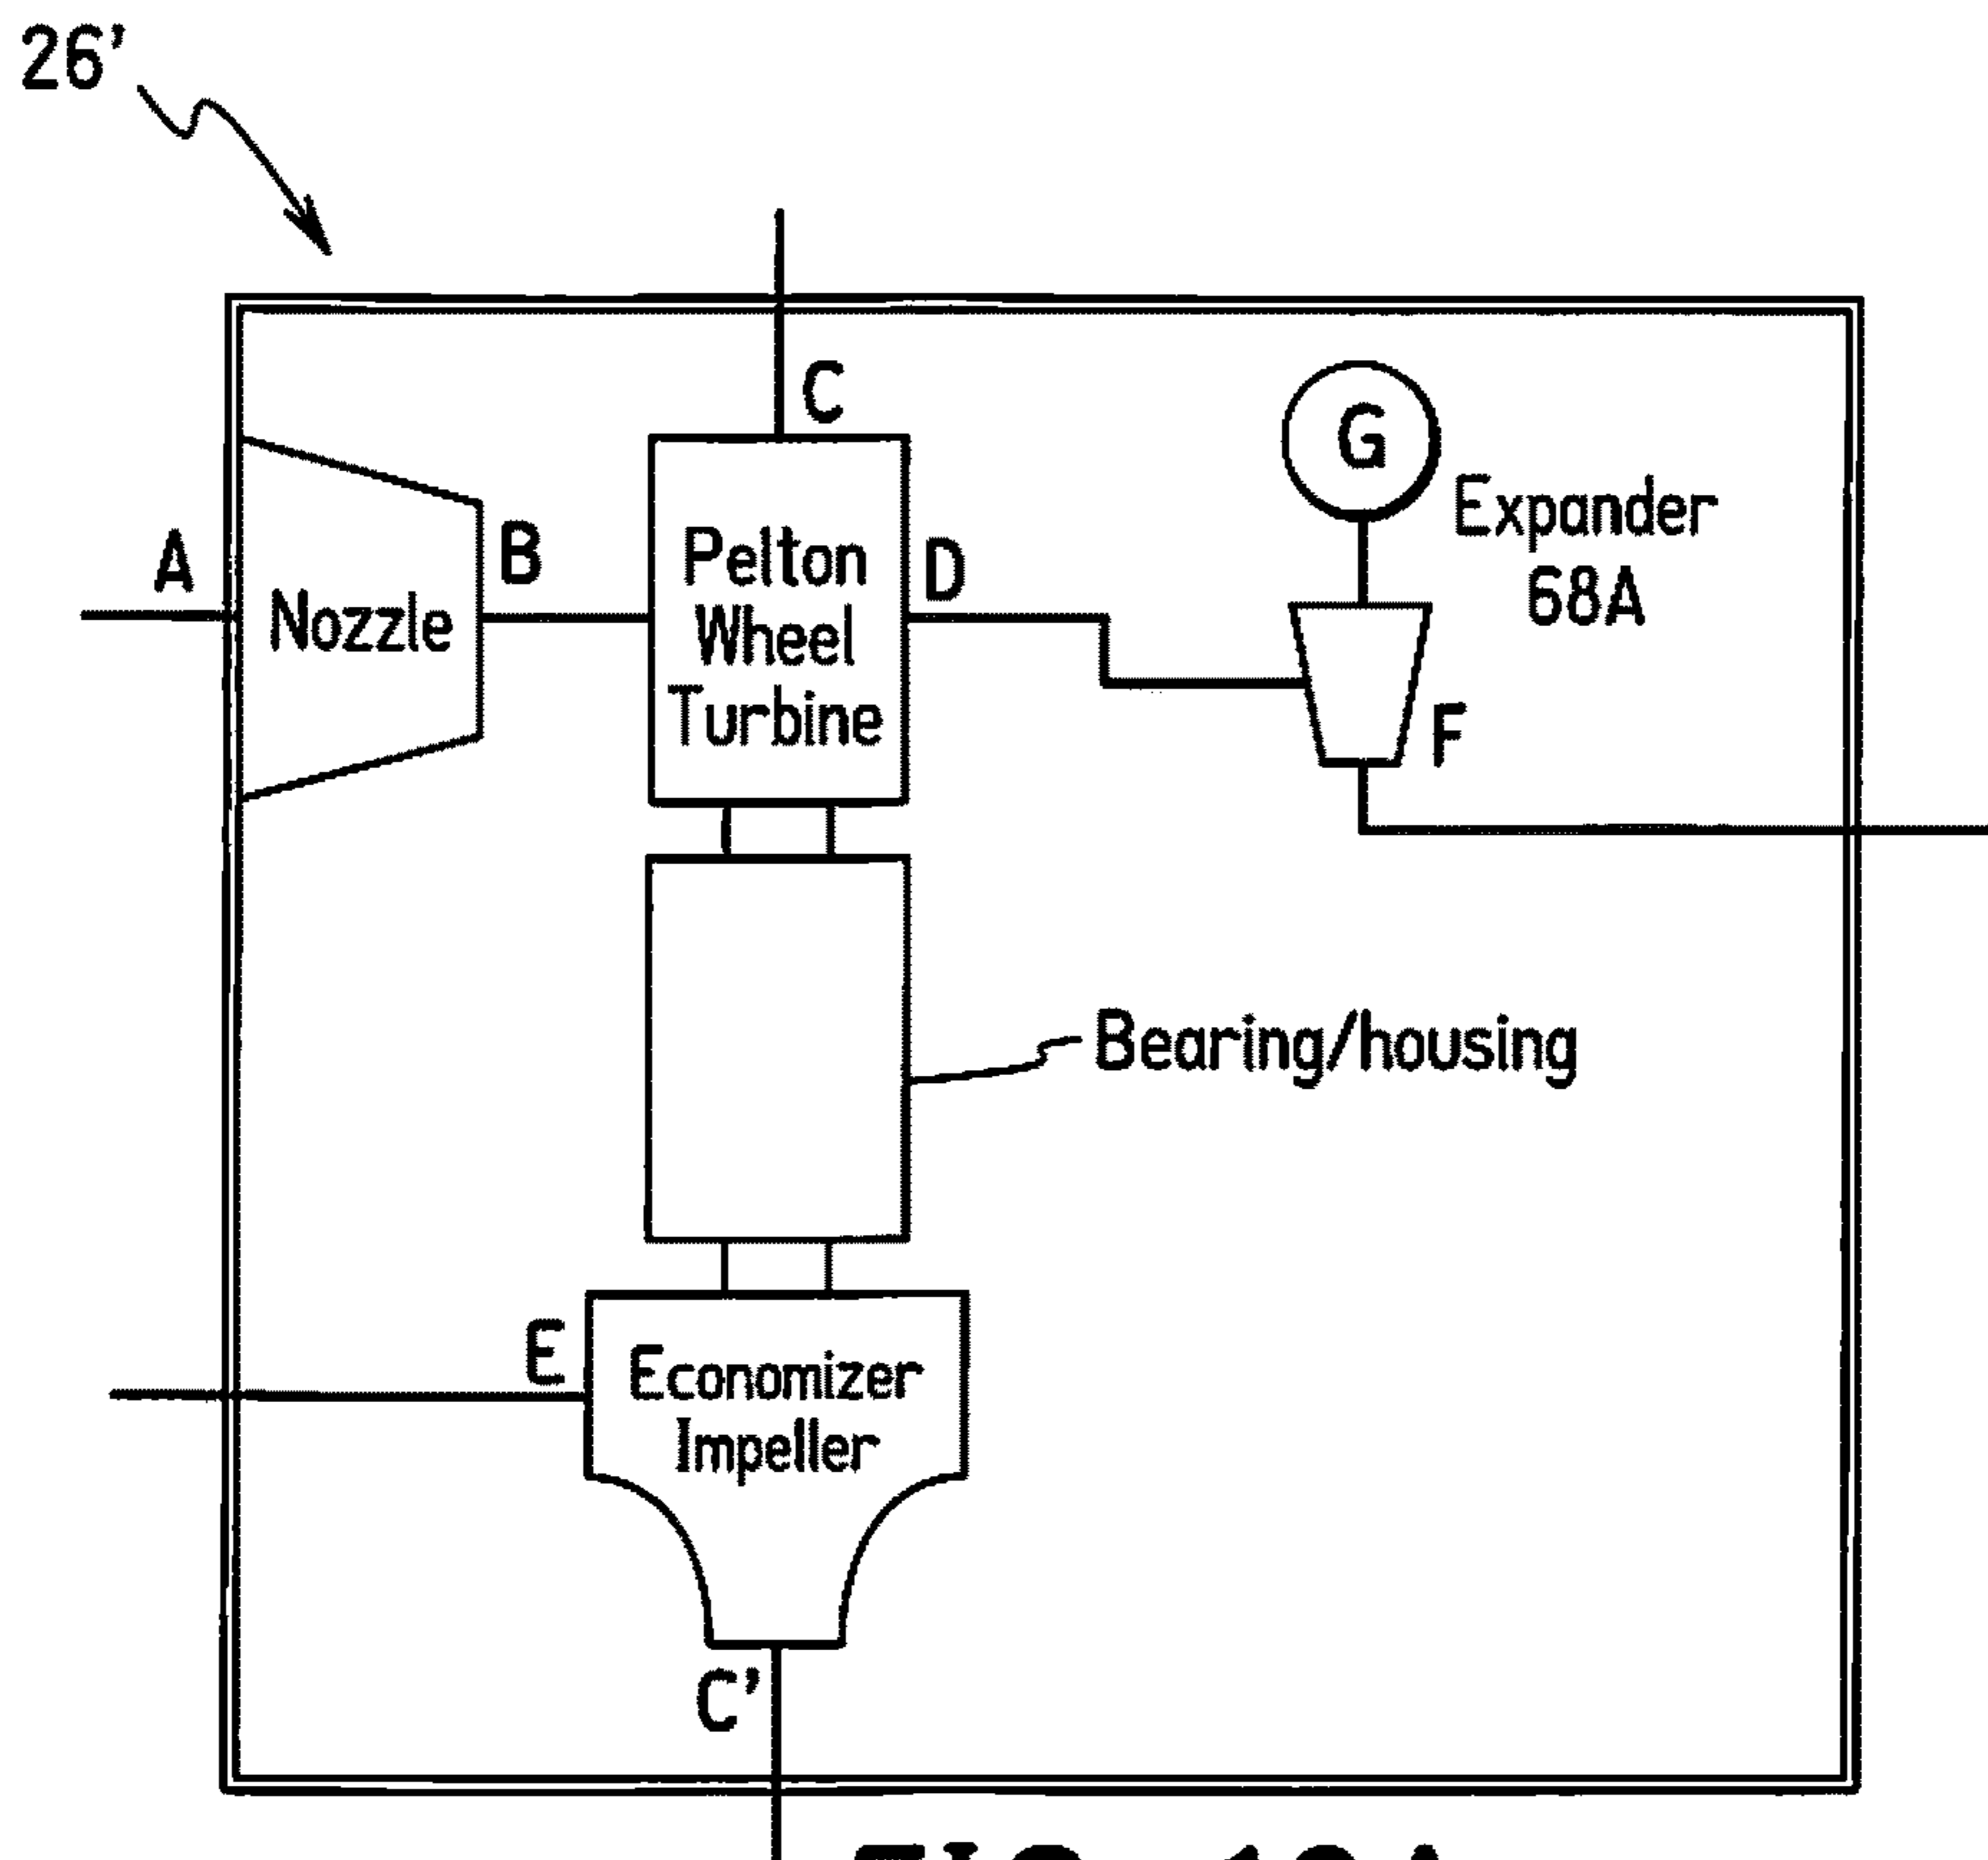 26'
C
G
Expander
68A
A
Nozzle
B
Pelton
Wheel
Turbine
D
F
Bearing/housing
E
Economizer
Impeller
C'